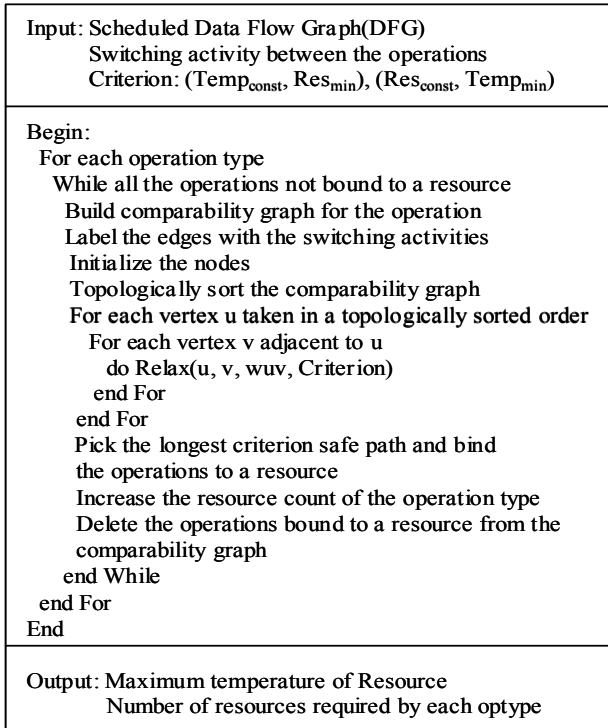 Input: Scheduled Data Flow Graph(DFG)
Switching activity between the operations
Criterion: (Temp_const, Res_min), (Res_const, Temp_min)
Begin:
For each operation type
While all the operations not bound to a resource
Build comparability graph for the operation
Label the edges with the switching activities
Initialize the nodes
Topologically sort the comparability graph
For each vertex u taken in a topologically sorted order
For each vertex v adjacent to u
do Relax(u, v, wuv, Criterion)
end For
end For
Pick the longest criterion safe path and bind
the operations to a resource
Increase the resource count of the operation type
Delete the operations bound to a resource from the
comparability graph
end While
end For
End
Output: Maximum temperature of Resource
Number of resources required by each optype